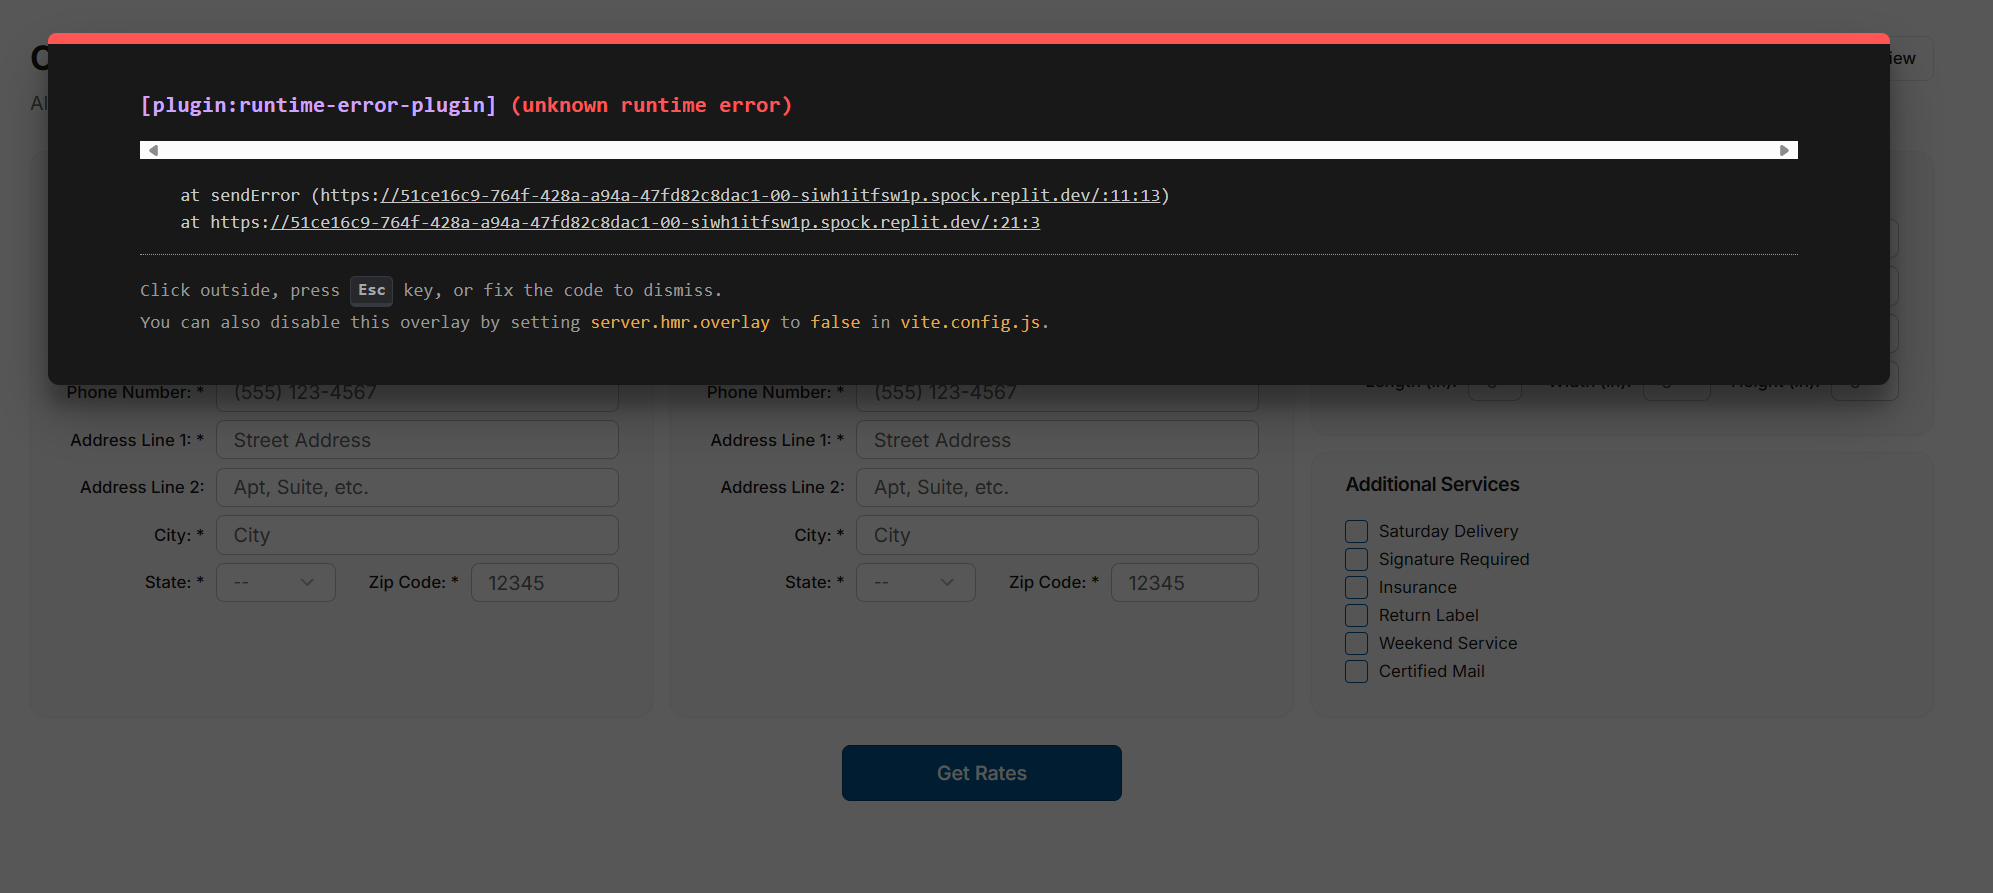 [plugin:runtime-error-plugin] (unknown runtime error)
at sendError (https://51ce16c9-764f-428a-a94a-47fd82c8dac1-00-siwh1itfsw1p.spock.replit.dev/:11:13)
at https://51ce16c9-764f-428a-a94a-47fd82c8dac1-00-siwh1itfsw1p.spock.replit.dev/:21:3
Click outside, press Esc key, or fix the code to dismiss.
You can also disable this overlay by setting server.hmr.overlay to false in vite.config.js.
Phone Number: * (555) 123-4567
Address Line 1: * Street Address
Address Line 2: Apt, Suite, etc.
City: * City
State: * -- Zip Code: * 12345
Phone Number: * (555) 123-4567
Address Line 1: * Street Address
Address Line 2: Apt, Suite, etc.
City: * City
State: * -- Zip Code: * 12345
Length (in): Width (in): Height (in):
Additional Services
Saturday Delivery
Signature Required
Insurance
Return Label
Weekend Service
Certified Mail
Get Rates